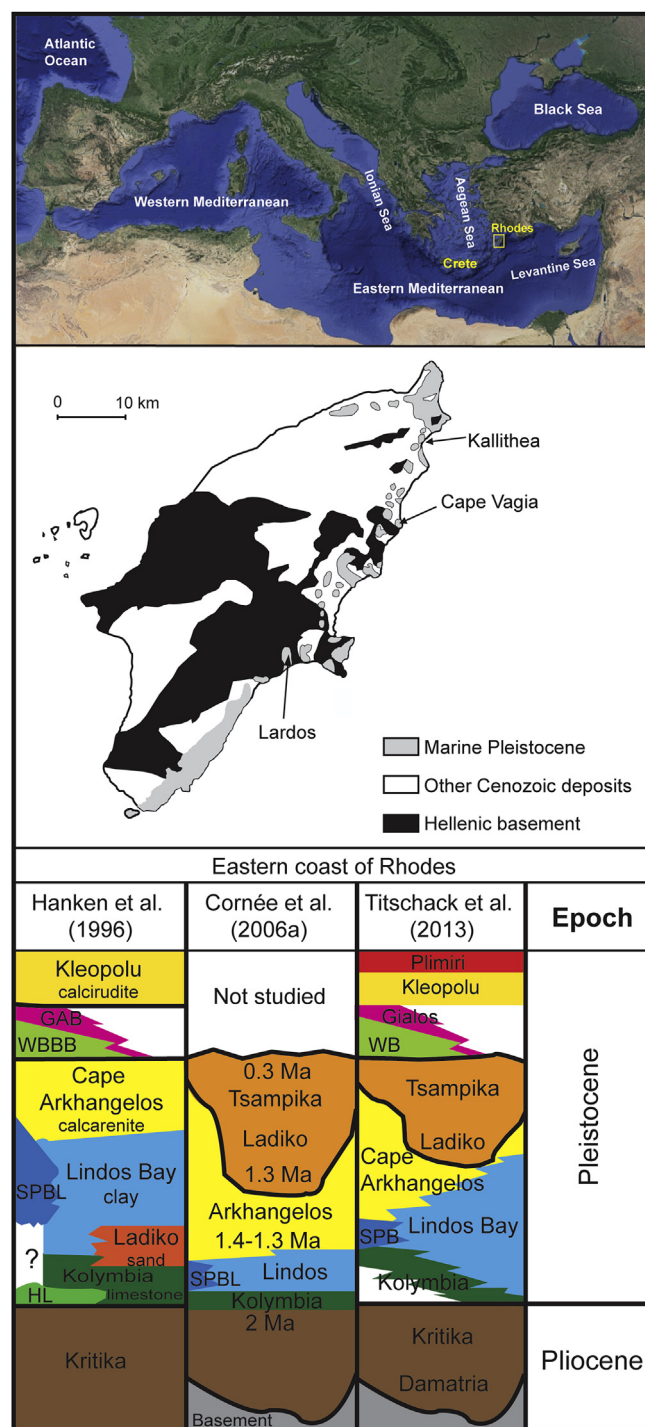 Atlantic
Ocean
Black Sea
Ionian Sea
Aegean Sea
Western Mediterranean
Rhodes
Crete
Levantine Sea
Eastern Mediterranean
0 10 km
Kallithea
Cape Vagia
Lardos
Marine Pleistocene
Other Cenozoic deposits
Hellenic basement
Eastern coast of Rhodes
Hanken et al.
(1996)
Cornée et al.
(2006a)
Titschack et al.
(2013)
Epoch
Kleopolu
calcirudite
GAB
WBBB
Cape
Arkhangelos
calcarenite
SPBL
Lindos Bay
clay
Ladiko
sand
?
Kolymbia
HL limestone
Kritika
Not studied
0.3 Ma
Tsampika
Ladiko
1.3 Ma
Arkhangelos
1.4-1.3 Ma
SPBL Lindos
Kolymbia
2 Ma
Basement
Plimiri
Kleopolu
Gialos
WB
Tsampika
Ladiko
Cape
Arkhangelos
SPB Lindos Bay
Kolymbia
Kritika
Damatria
Pleistocene
Pliocene